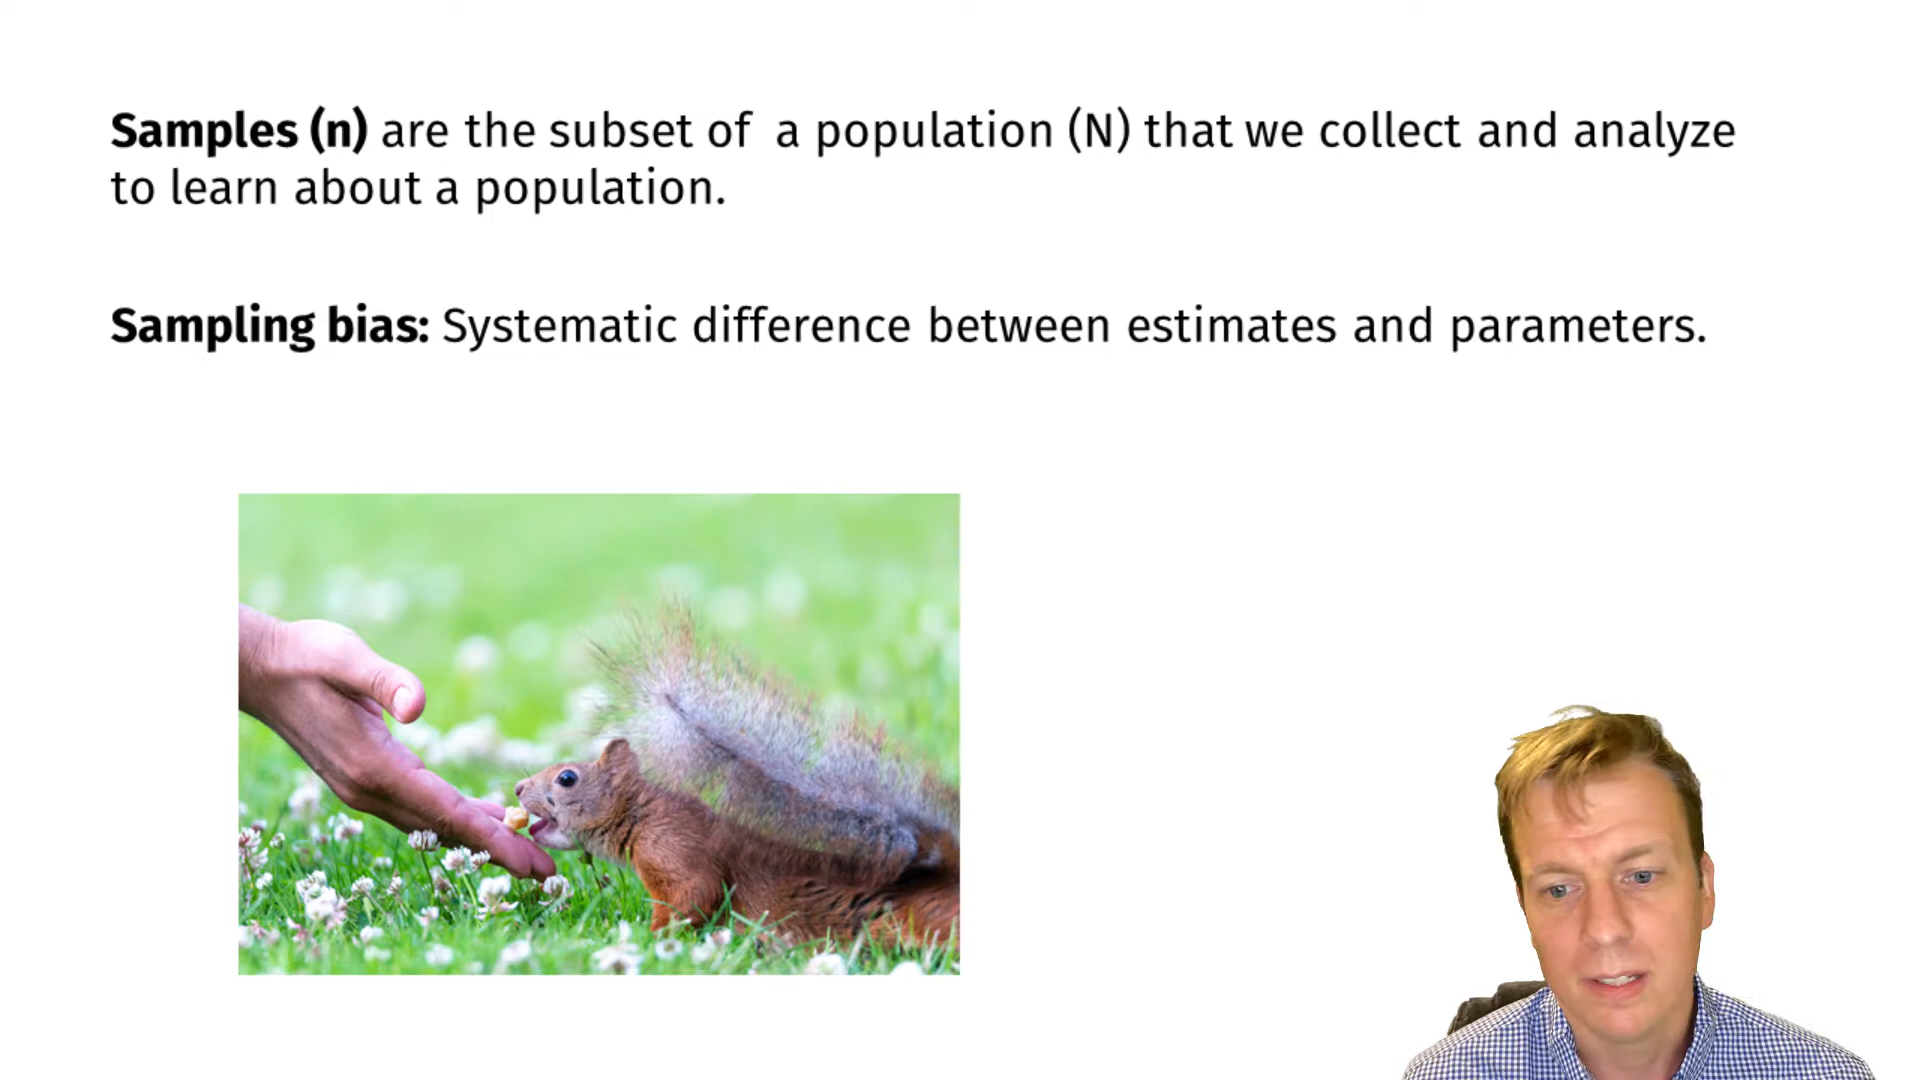 Samples (n) are the subset of a population (N) that we collect and analyze
to learn about a population.
Sampling bias: Systematic difference between estimates and parameters.